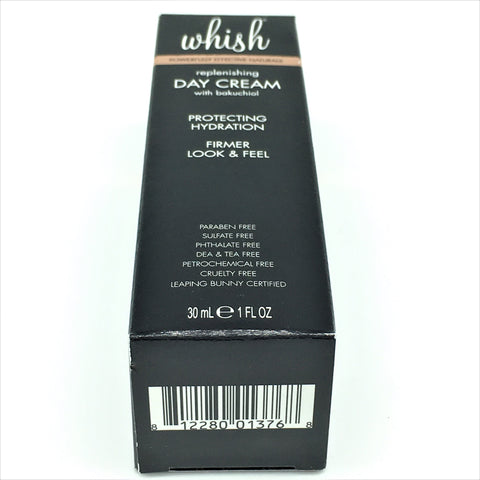 whish™
POWERFULLY EFFECTIVE NATURALS
replenishing
DAY CREAM
with bakuchiol
PROTECTING
HYDRATION
FIRMER
LOOK & FEEL
PARABEN FREE
SULFATE FREE
PHTHALATE FREE
DEA & TEA FREE
PETROCHEMICAL FREE
CRUELTY FREE
LEAPING BUNNY CERTIFIED
30 mL ℮ 1 FL OZ
8 12280 01376 8